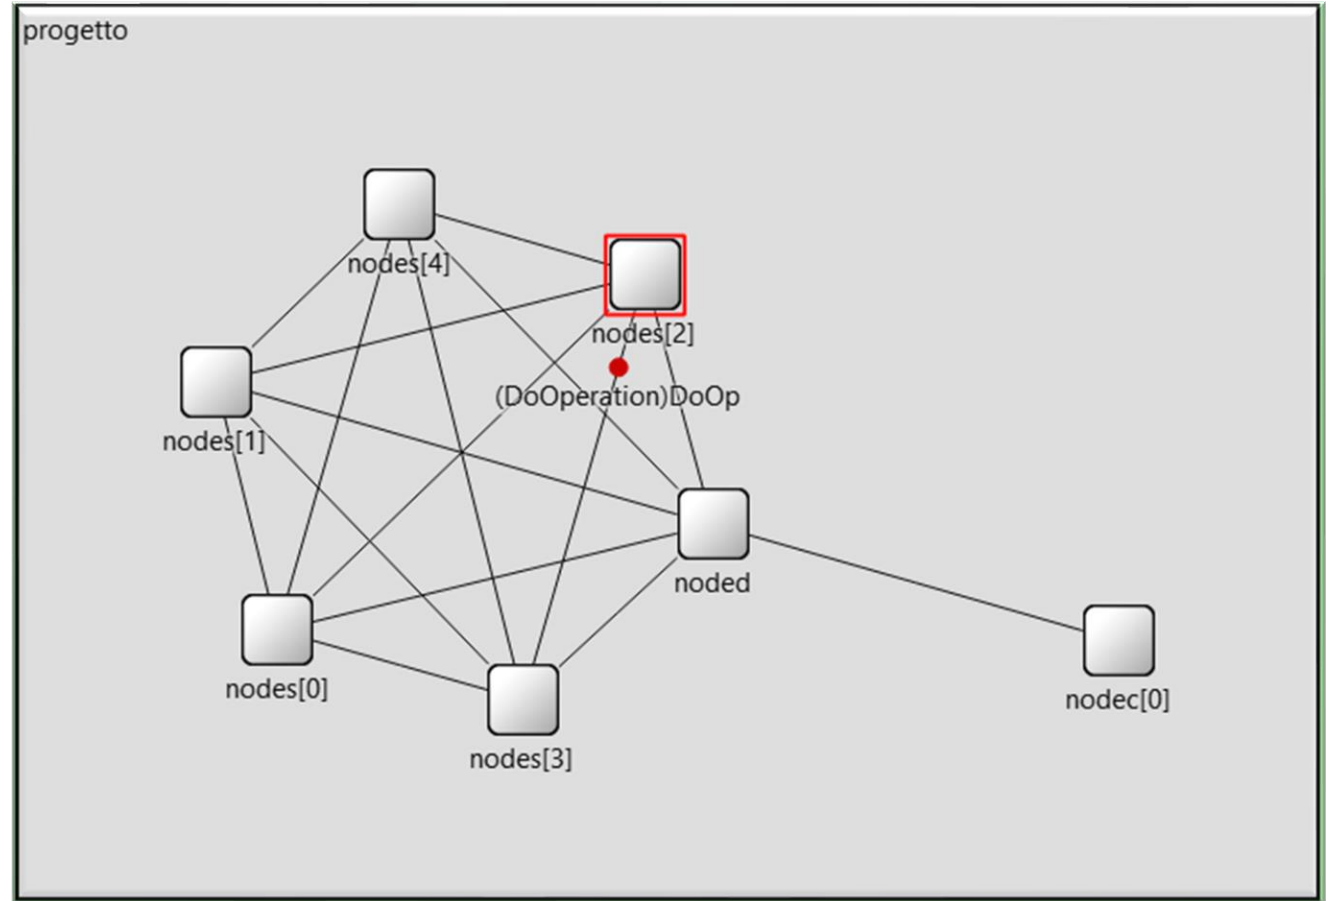 progetto
nodes[4]
nodes[2]
(DoOperation)DoOp
nodes[1]
noded
nodes[0]
nodec[0]
nodes[3]